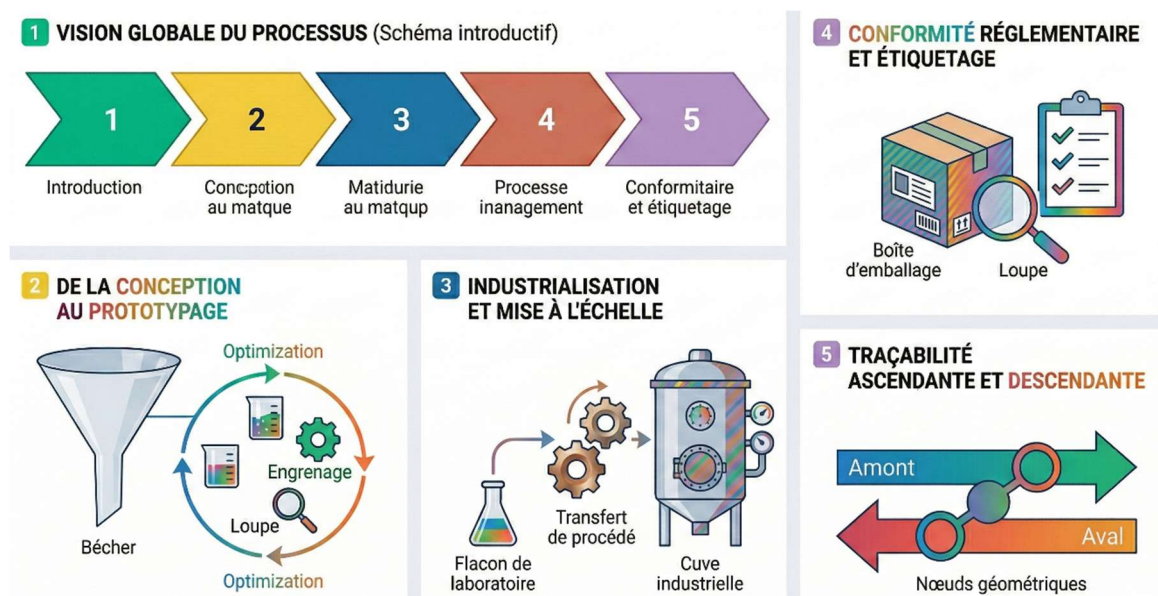 1 VISION GLOBALE DU PROCESSUS (Schéma introductif)
1
2
3
4
5
Introduction
Conception
au matque
Matidurie
au matqup
Processe
inanagement
Conformitaire
et étiquetage
2 DE LA CONCEPTION
AU PROTOTYPAGE
Optimization
Engrenage
Loupe
Bécher
Optimization
3 INDUSTRIALISATION
ET MISE À L'ÉCHELLE
Transfert
de procédé
Flacon de
laboratoire
Cuve
industrielle
4 CONFORMITÉ RÉGLEMENTAIRE
ET ÉTIQUETAGE
Boîte
d'emballage
Loupe
5 TRAÇABILITÉ
ASCENDANTE ET DESCENDANTE
Amont
Aval
Nœuds géométriques